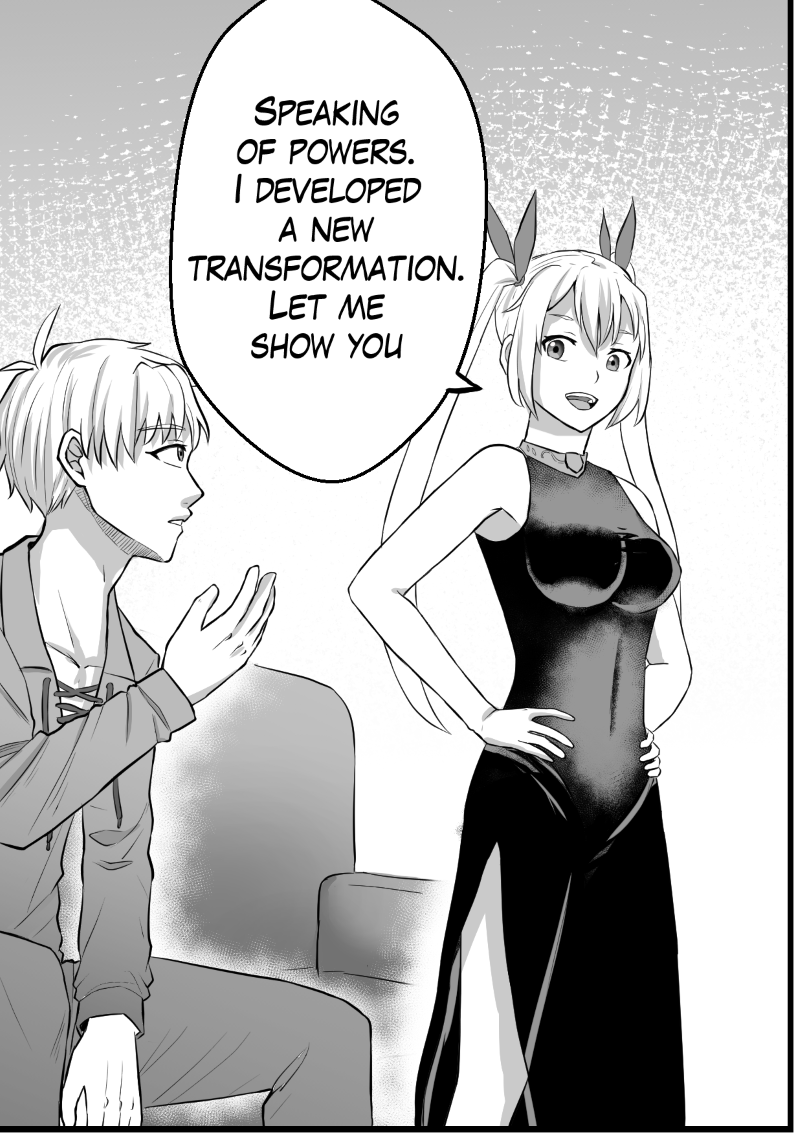 Speaking
of powers.
I developed
a new
transformation.
Let me
show you